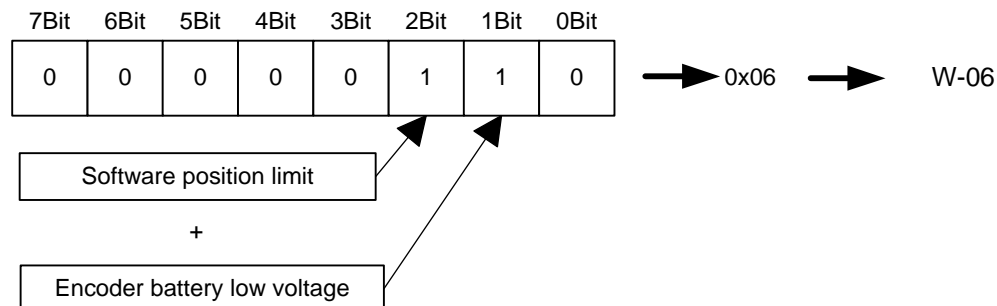 7Bit 6Bit 5Bit 4Bit 3Bit 2Bit 1Bit 0Bit
0 0 0 0 0 1 1 0 0x06 W-06
Software position limit
+
Encoder battery low voltage